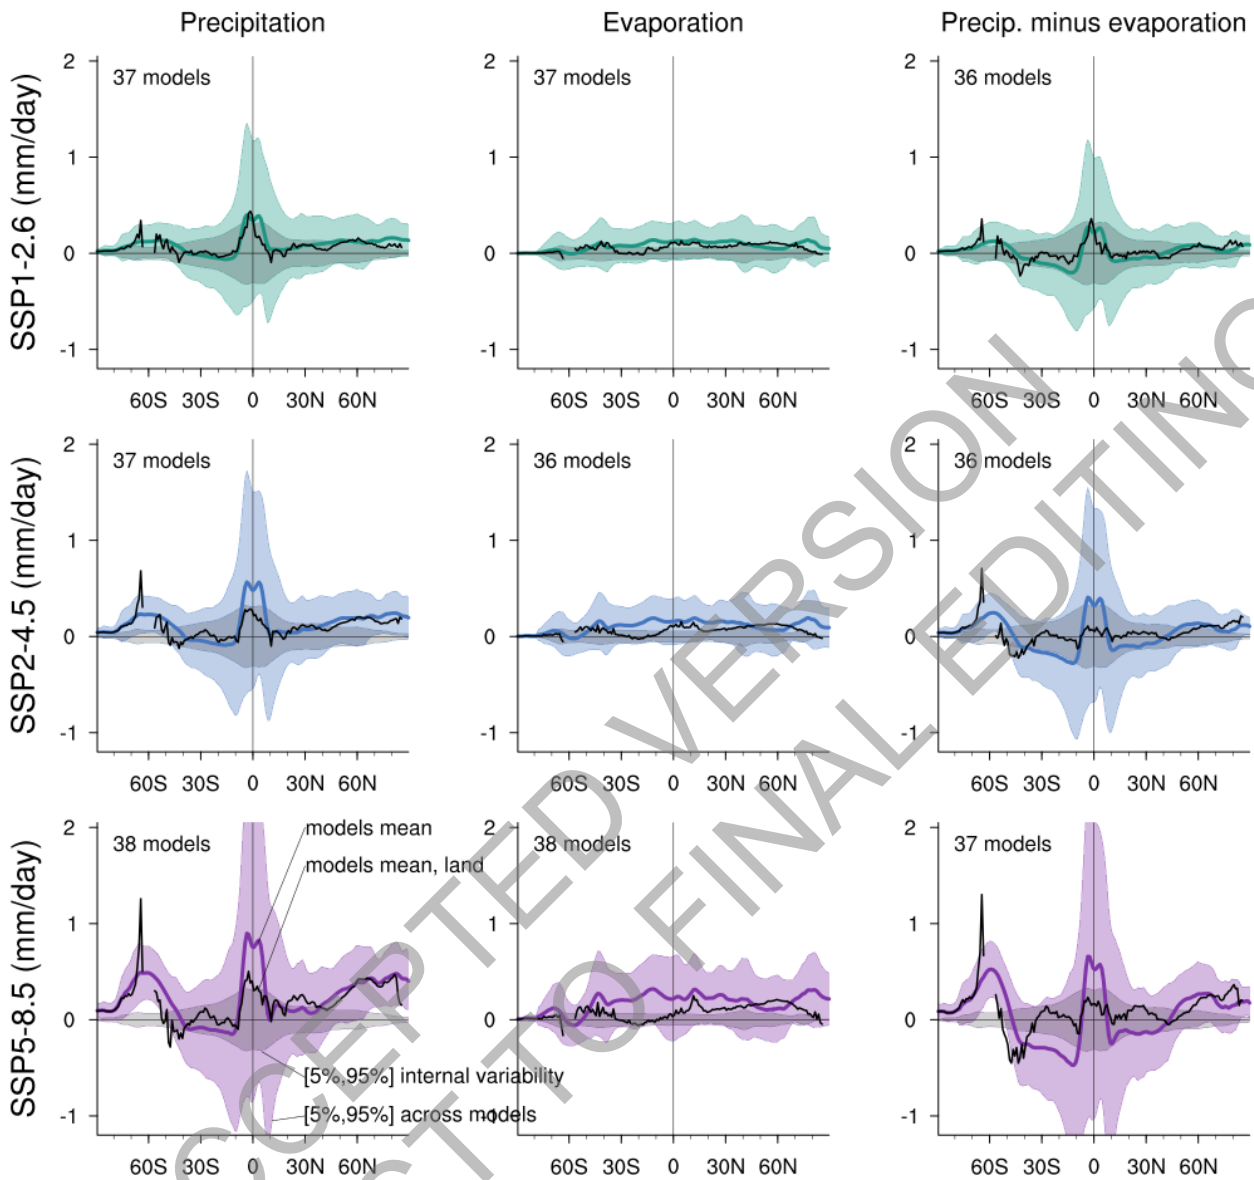 Precipitation
Evaporation
Precip. minus evaporation
SSP1-2.6 (mm/day)
2
1
0
-1
37 models
60S 30S 0 30N 60N
2
1
0
-1
37 models
60S 30S 0 30N 60N
2
1
0
-1
36 models
60S 30S 0 30N 60N
SSP2-4.5 (mm/day)
2
1
0
-1
37 models
60S 30S 0 30N 60N
2
1
0
-1
36 models
60S 30S 0 30N 60N
2
1
0
-1
36 models
60S 30S 0 30N 60N
SSP5-8.5 (mm/day)
2
1
0
-1
38 models
models mean
models mean, land
[5%,95%] internal variability
[5%,95%] across models
60S 30S 0 30N 60N
2
1
0
-1
38 models
60S 30S 0 30N 60N
2
1
0
-1
37 models
60S 30S 0 30N 60N
CCEPTED VERSION
CT TO FINAL EDITING